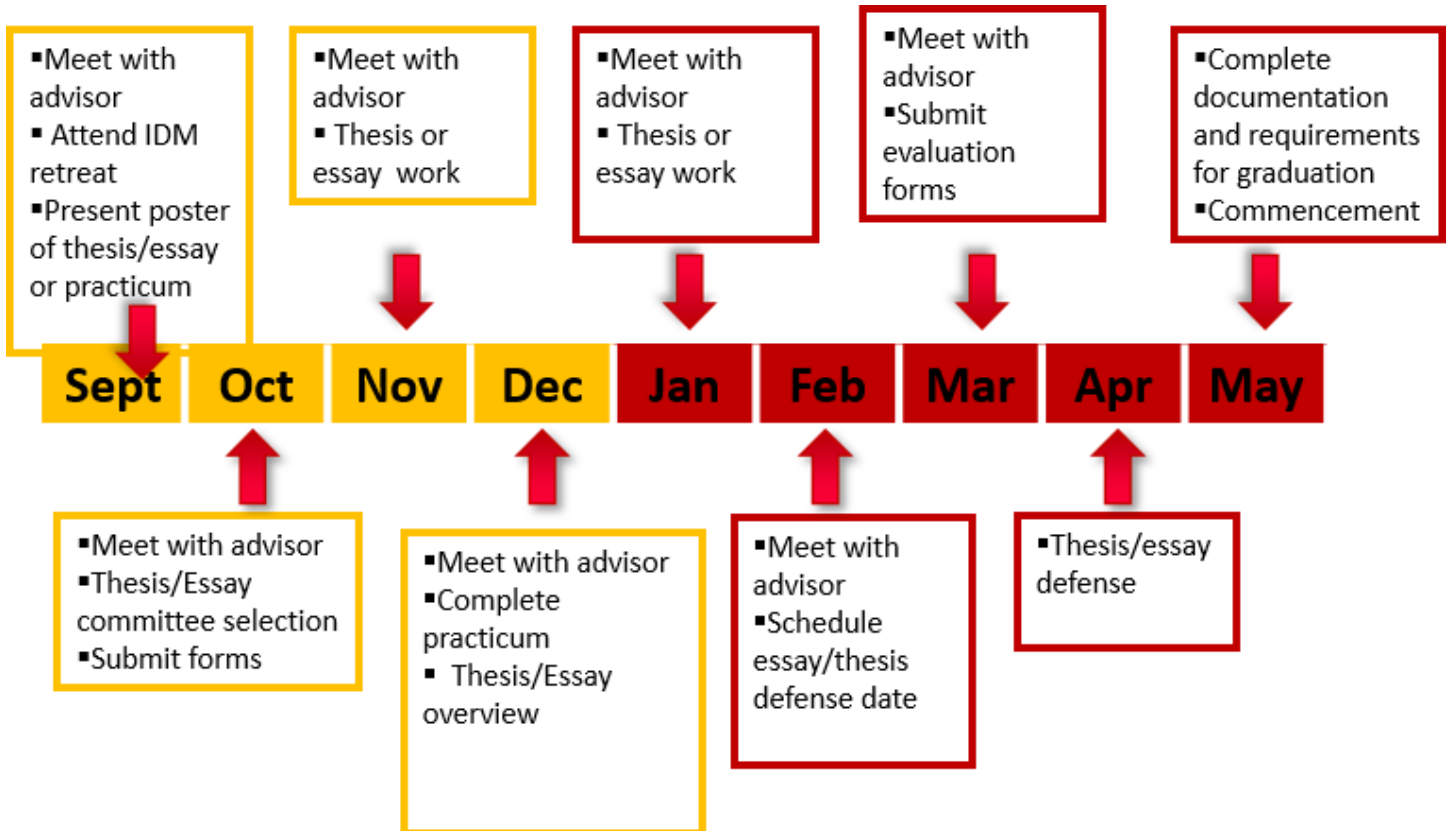 ▪Meet with
advisor
▪ Attend IDM
retreat
▪Present poster
of thesis/essay
or practicum
▪Meet with
advisor
▪ Thesis or
essay work
▪Meet with
advisor
▪ Thesis or
essay work
▪Meet with
advisor
▪Submit
evaluation
forms
▪Complete
documentation
and requirements
for graduation
▪Commencement
Sept Oct Nov Dec Jan Feb Mar Apr May
▪Meet with advisor
▪Thesis/Essay
committee selection
▪Submit forms
▪Meet with advisor
▪Complete
practicum
▪ Thesis/Essay
overview
▪Meet with
advisor
▪Schedule
essay/thesis
defense date
▪Thesis/essay
defense